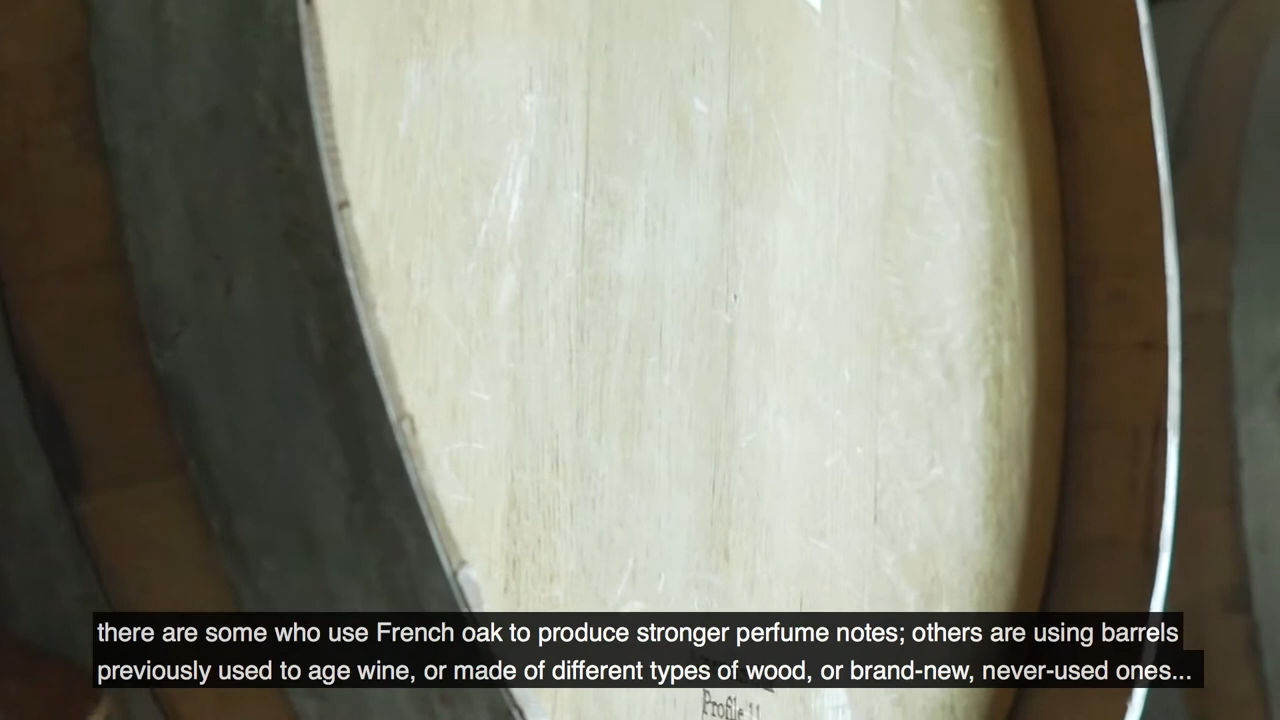 there are some who use French oak to produce stronger perfume notes; others are using barrels
previously used to age wine, or made of different types of wood, or brand-new, never-used ones...
Profile 11